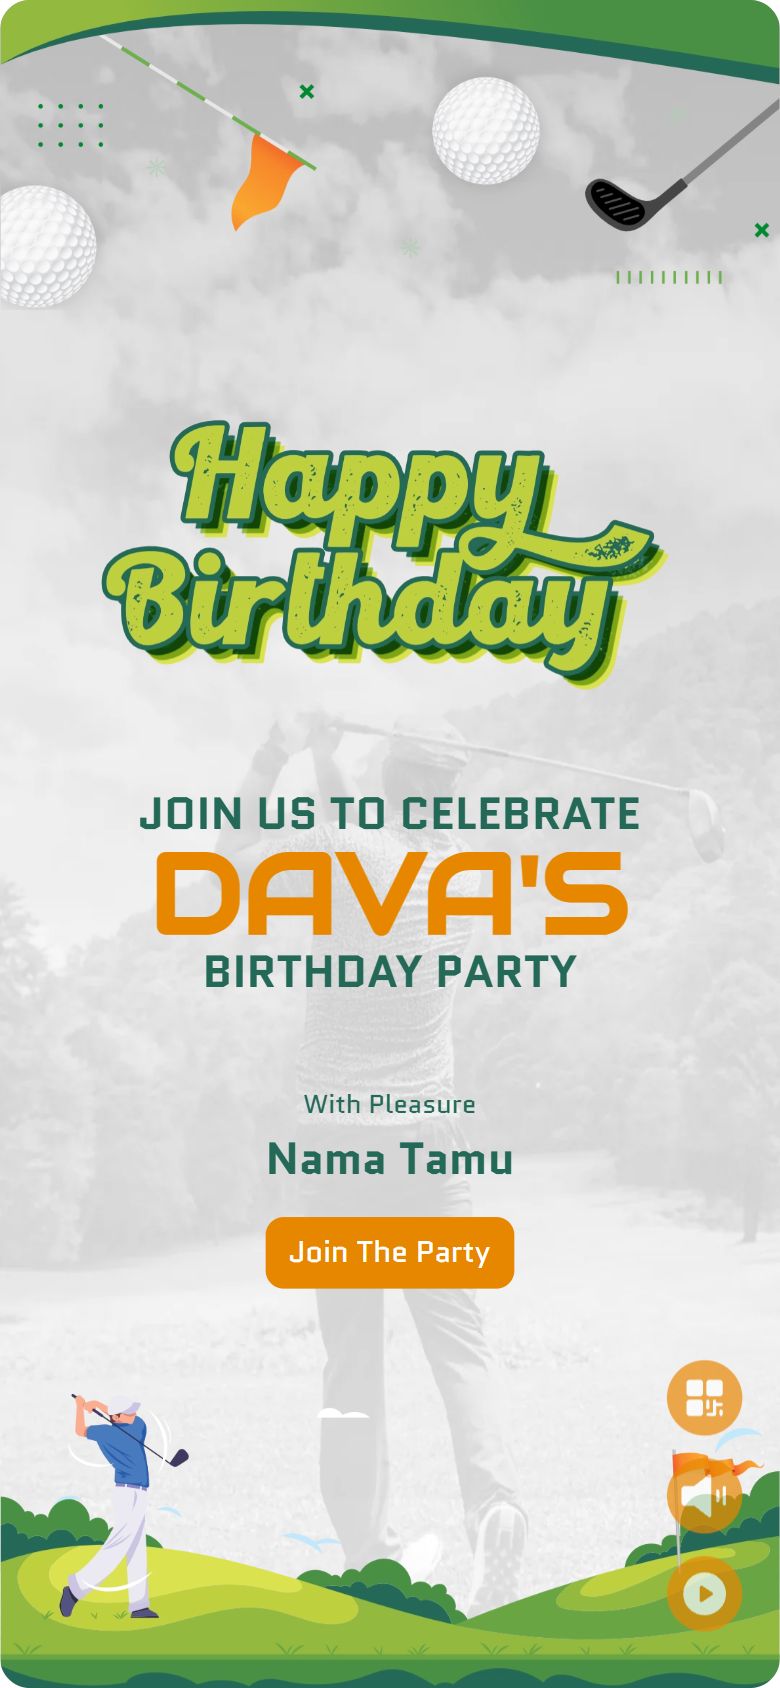 Happy
Birthday
JOIN US TO CELEBRATE
DAVA'S
BIRTHDAY PARTY
With Pleasure
Nama Tamu
Join The Party